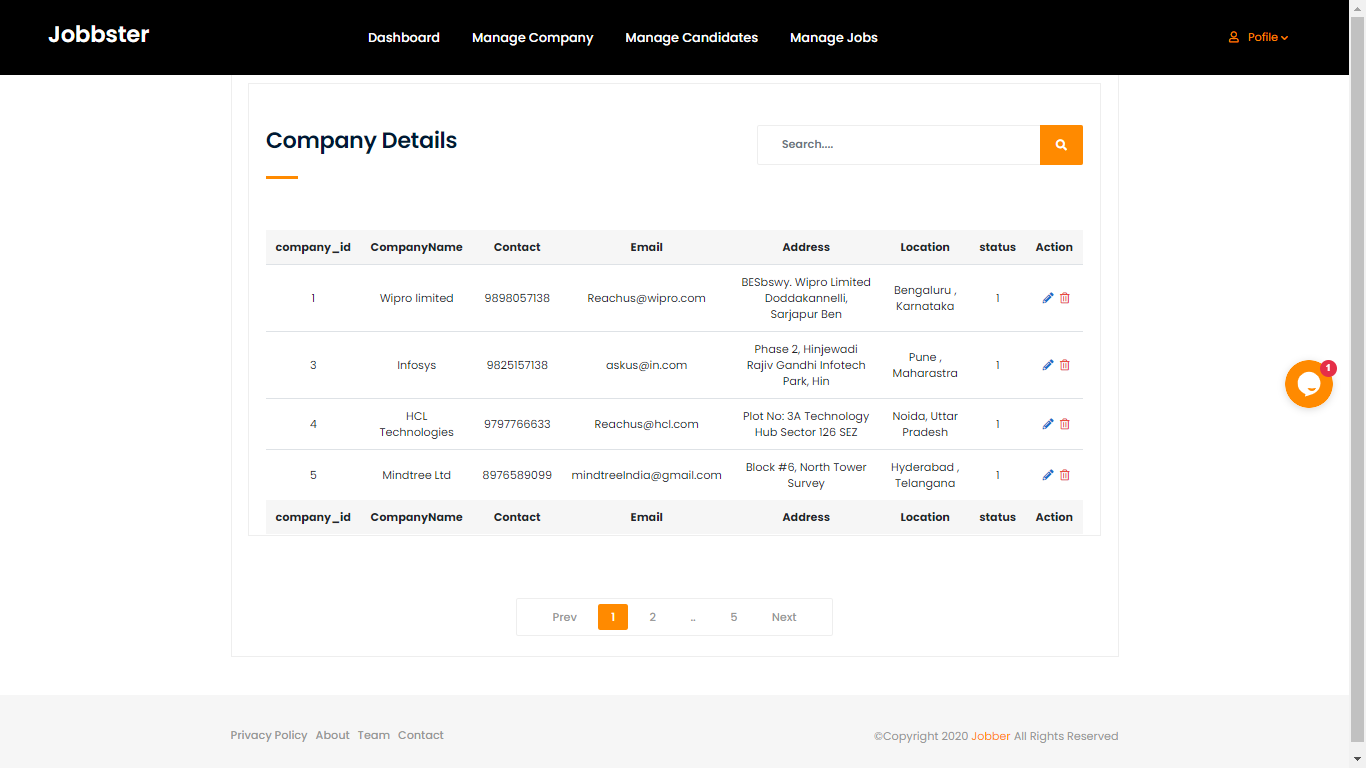 Jobbster
Dashboard Manage Company Manage Candidates Manage Jobs
Pofile
Company Details
Search....
company_id CompanyName Contact Email Address Location status Action
1 Wipro limited 9898057138 Reachus@wipro.com BESbswy. Wipro Limited Doddakannelli, Sarjapur Ben Bengaluru , Karnataka 1
3 Infosys 9825157138 askus@in.com Phase 2, Hinjewadi Rajiv Gandhi Infotech Park, Hin Pune , Maharastra 1
4 HCL Technologies 9797766633 Reachus@hcl.com Plot No: 3A Technology Hub Sector 126 SEZ Noida, Uttar Pradesh 1
5 Mindtree Ltd 8976589099 mindtreeIndia@gmail.com Block #6, North Tower Survey Hyderabad , Telangana 1
company_id CompanyName Contact Email Address Location status Action
1
Prev 1 2 .. 5 Next
Privacy Policy About Team Contact
©Copyright 2020 Jobber All Rights Reserved